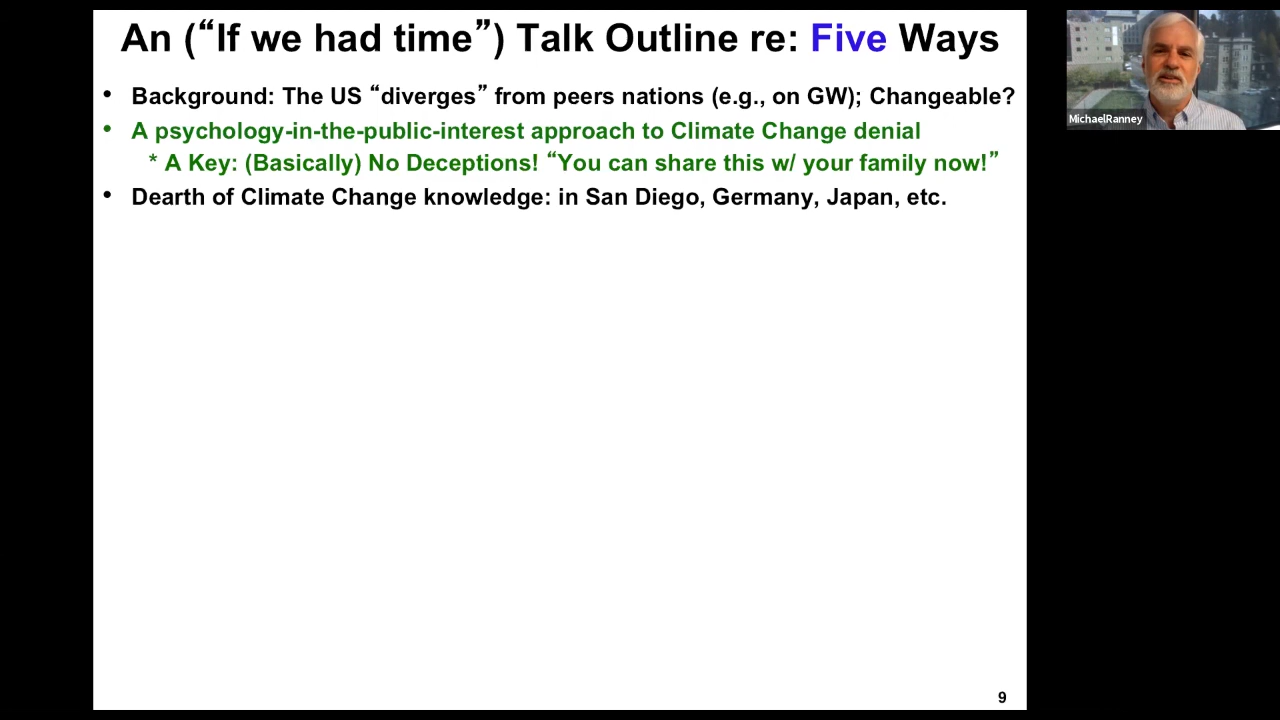 An (“If we had time”) Talk Outline re: Five Ways
• Background: The US “diverges” from peers nations (e.g., on GW); Changeable?
• A psychology-in-the-public-interest approach to Climate Change denial
* A Key: (Basically) No Deceptions! “You can share this w/ your family now!”
• Dearth of Climate Change knowledge: in San Diego, Germany, Japan, etc.
9
MichaelRanney